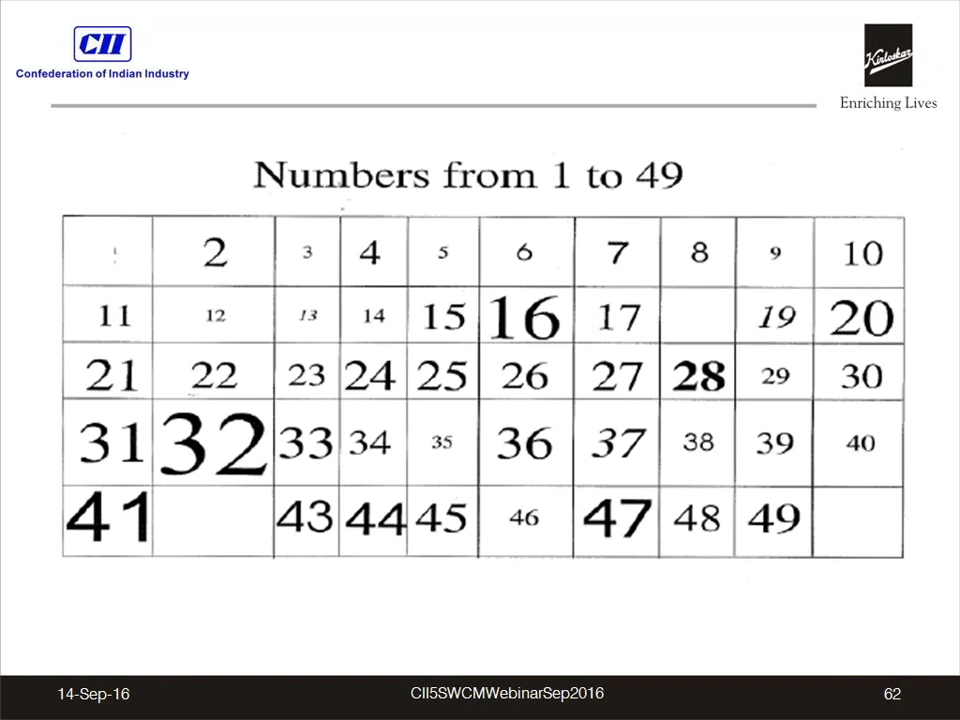 CII
Confederation of Indian Industry
Kirloskar
Enriching Lives
Numbers from 1 to 49
1 2 3 4 5 6 7 8 9 10
11 12 13 14 15 16 17 19 20
21 22 23 24 25 26 27 28 29 30
31 32 33 34 35 36 37 38 39 40
41 43 44 45 46 47 48 49
14-Sep-16 CII5SWCMWebinarSep2016 62